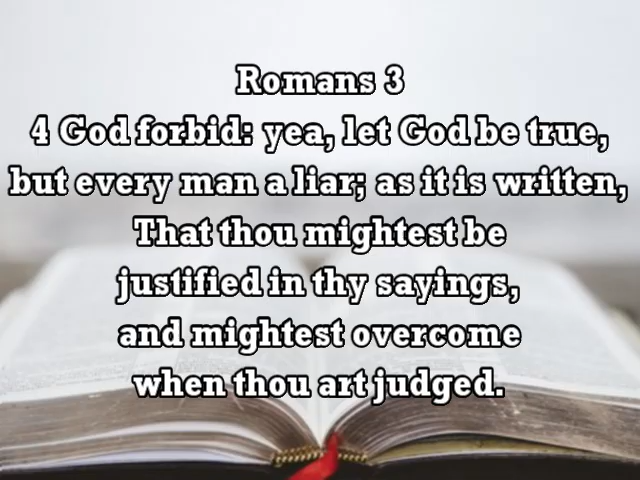 Romans 3
4 God forbid: yea, let God be true,
but every man a liar; as it is written,
That thou mightest be
justified in thy sayings,
and mightest overcome
when thou art judged.